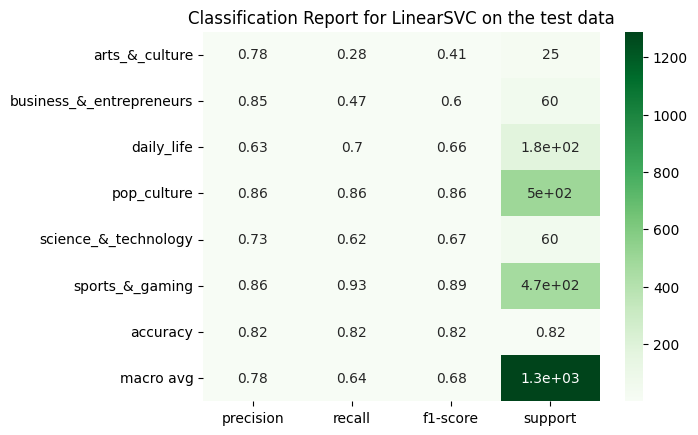 Classification Report for LinearSVC on the test data
arts_&_culture 0.78 0.28 0.41 25
business_&_entrepreneurs 0.85 0.47 0.6 60
daily_life 0.63 0.7 0.66 1.8e+02
pop_culture 0.86 0.86 0.86 5e+02
science_&_technology 0.73 0.62 0.67 60
sports_&_gaming 0.86 0.93 0.89 4.7e+02
accuracy 0.82 0.82 0.82 0.82
macro avg 0.78 0.64 0.68 1.3e+03
precision recall f1-score support
1200
1000
800
600
400
200